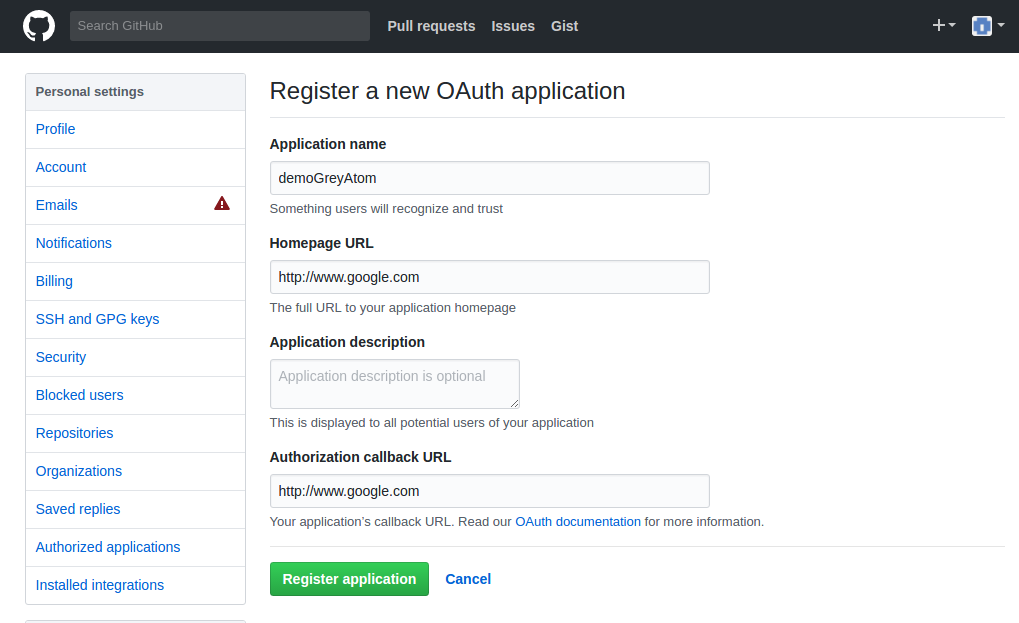 Search GitHub
Pull requests
Issues
Gist
Personal settings
Profile
Account
Emails
Notifications
Billing
SSH and GPG keys
Security
Blocked users
Repositories
Organizations
Saved replies
Authorized applications
Installed integrations
Register a new OAuth application
Application name
demoGreyAtom
Something users will recognize and trust
Homepage URL
http://www.google.com
The full URL to your application homepage
Application description
Application description is optional
This is displayed to all potential users of your application
Authorization callback URL
http://www.google.com
Your application’s callback URL. Read our OAuth documentation for more information.
Register application
Cancel